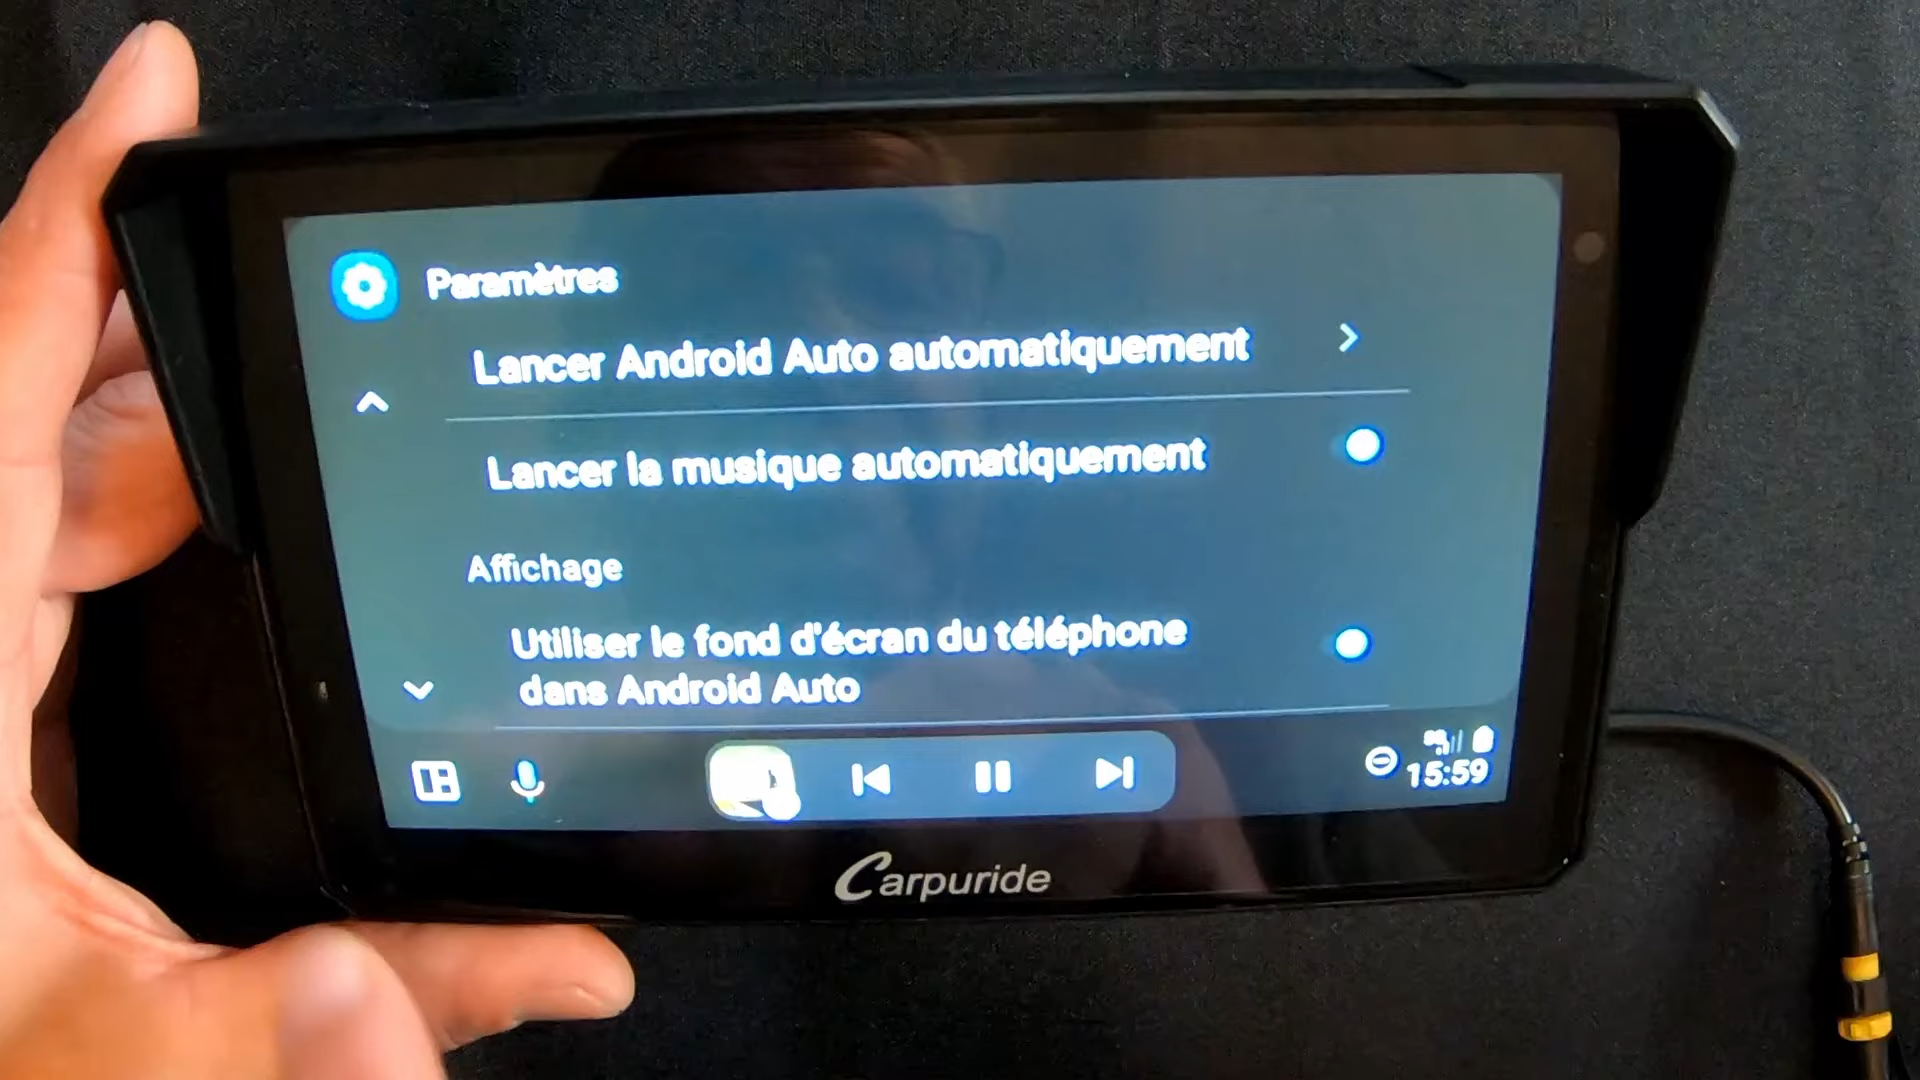 Paramètres
Lancer Android Auto automatiquement
Lancer la musique automatiquement
Affichage
Utiliser le fond d'écran du téléphone
dans Android Auto
15:59
Carpuride